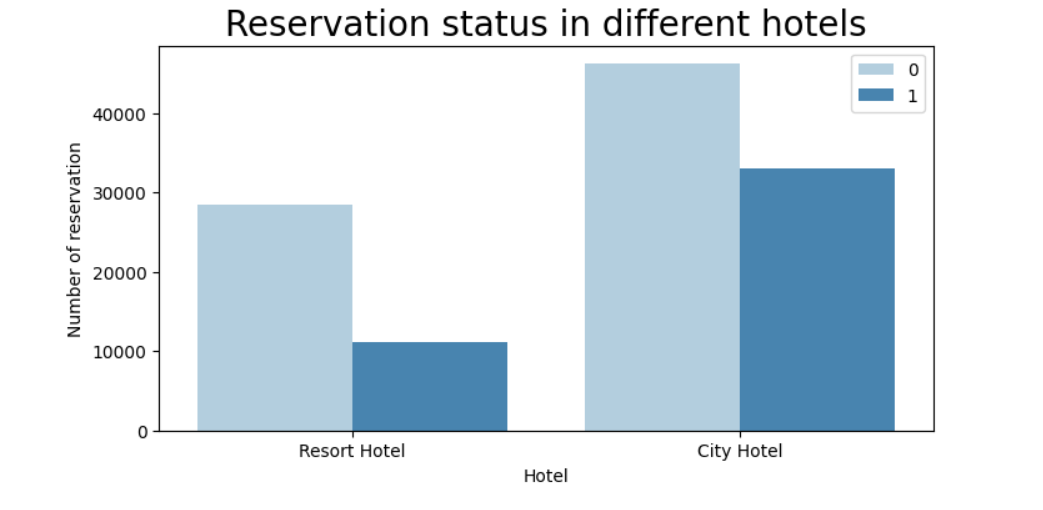 Reservation status in different hotels
0
1
40000
30000
20000
10000
0
Number of reservation
Resort Hotel
City Hotel
Hotel